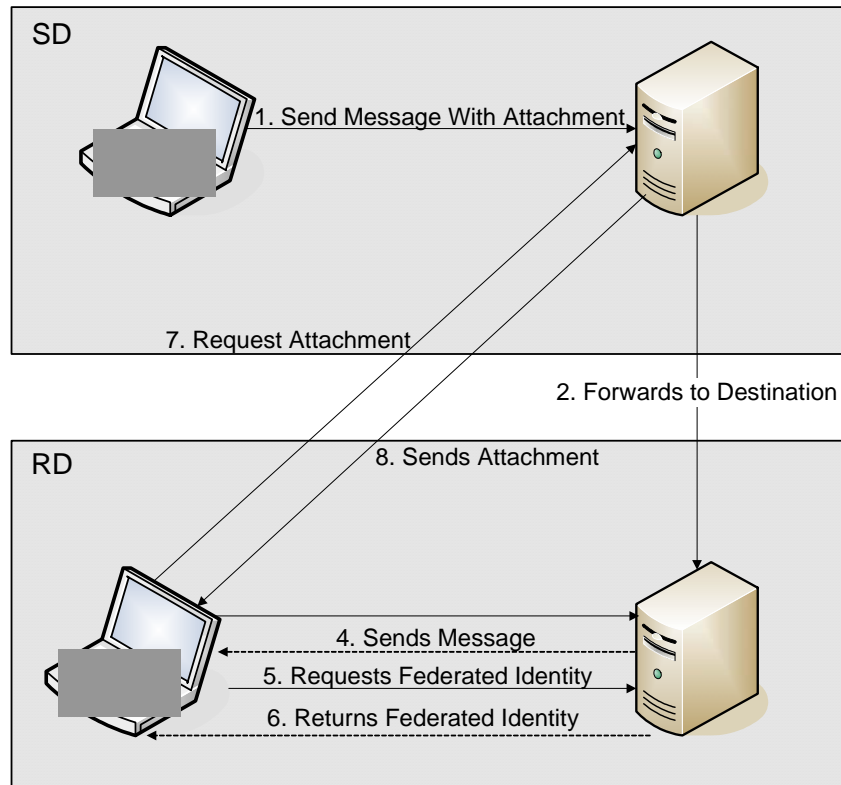 SD
1. Send Message With Attachment
7. Request Attachment
2. Forwards to Destination
RD
8. Sends Attachment
4. Sends Message
5. Requests Federated Identity
6. Returns Federated Identity